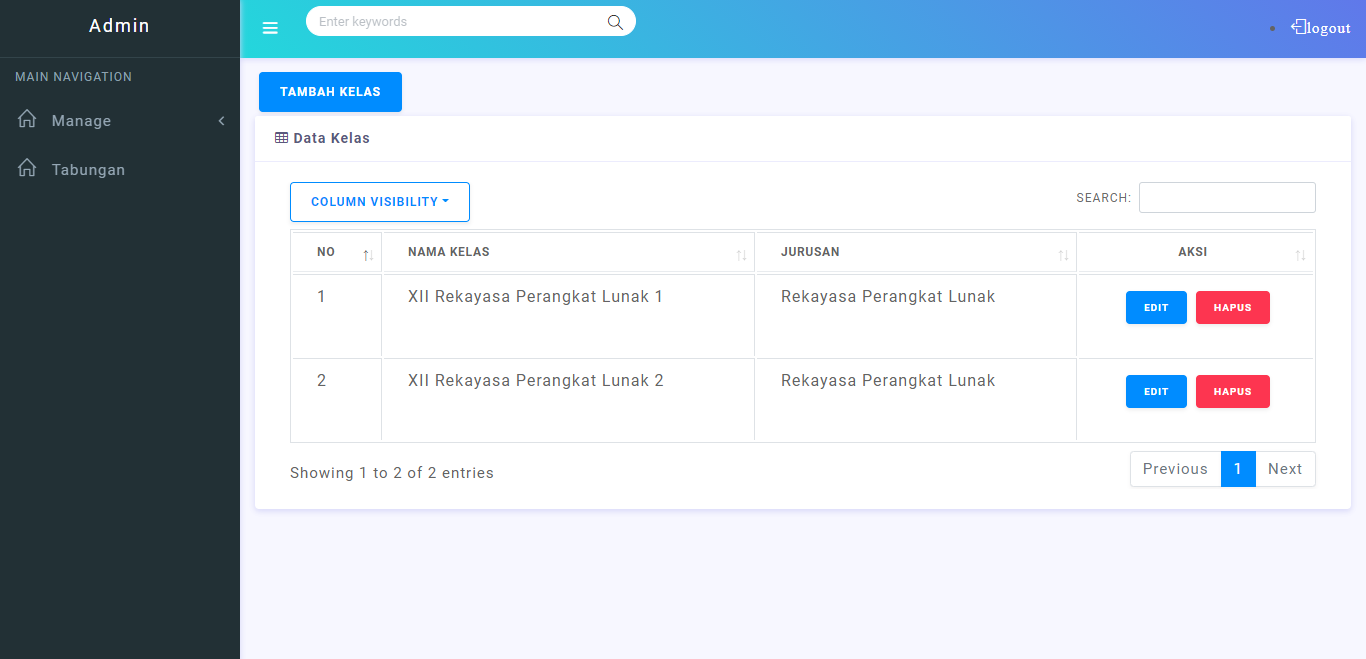 Admin
Enter keywords
logout
MAIN NAVIGATION
Manage
Tabungan
TAMBAH KELAS
Data Kelas
COLUMN VISIBILITY
SEARCH:
NO NAMA KELAS JURUSAN AKSI
1 XII Rekayasa Perangkat Lunak 1 Rekayasa Perangkat Lunak EDIT HAPUS
2 XII Rekayasa Perangkat Lunak 2 Rekayasa Perangkat Lunak EDIT HAPUS
Showing 1 to 2 of 2 entries
Previous 1 Next